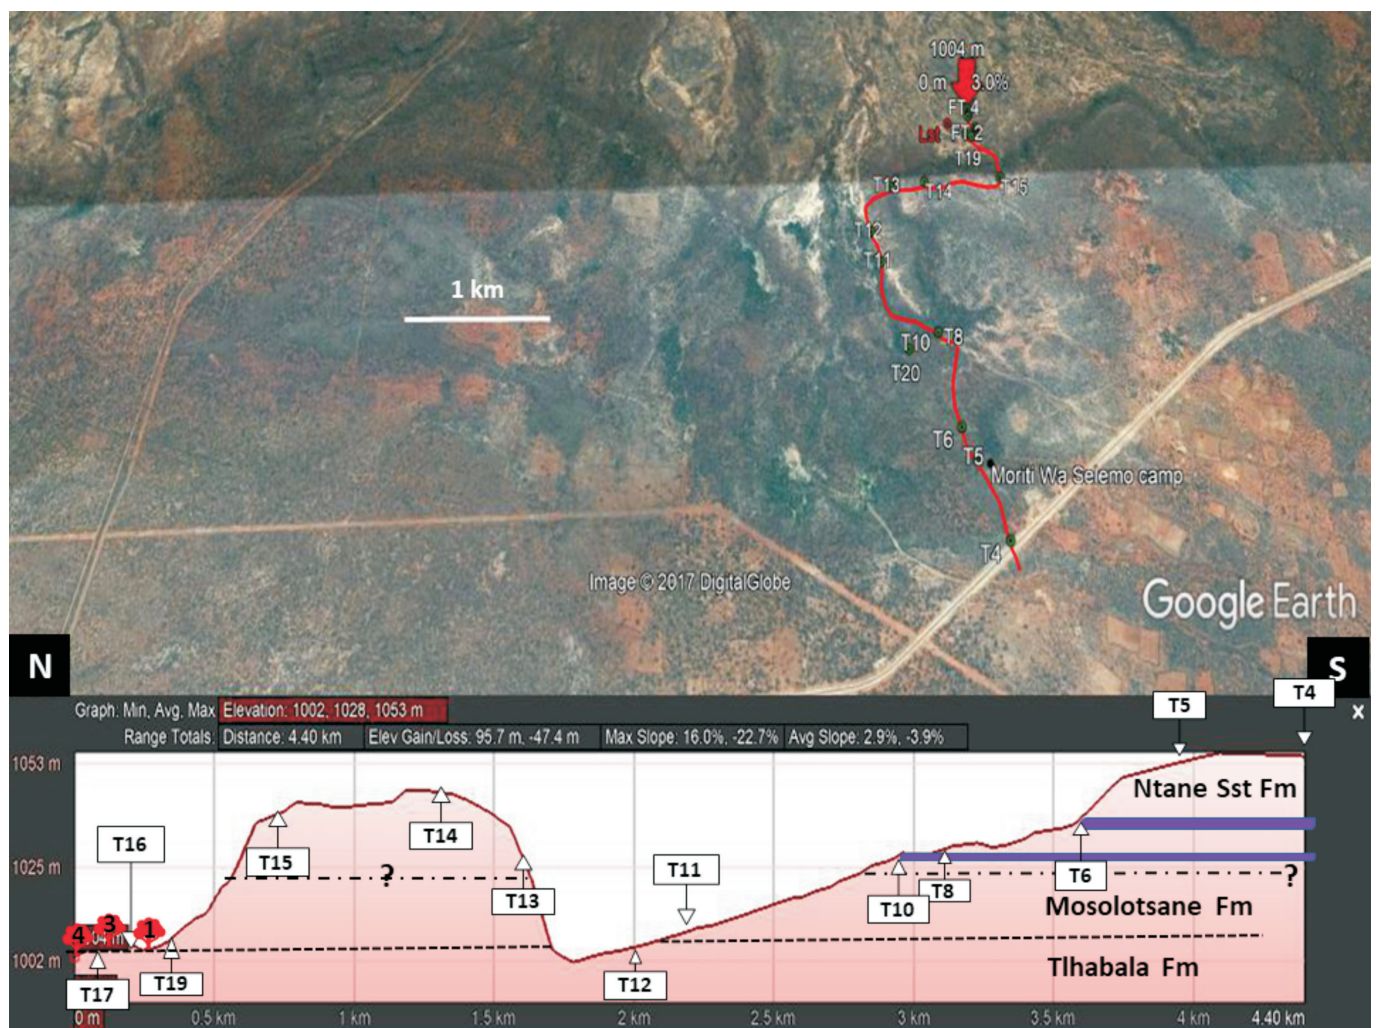 1004 m
0 m 3.0%
FT 4
Lst FT 2
T19
T13 T14 T15
T12
T11
1 km
T10 T8
T20
T6
T5
Moriti Wa Selemo camp
T4
Image © 2017 DigitalGlobe
Google Earth
N S
T5 T4
Graph: Min, Avg, Max Elevation: 1002, 1028, 1053 m x
Range Totals: Distance: 4.40 km Elev Gain/Loss: 95.7 m, -47.4 m Max Slope: 16.0%, -22.7% Avg Slope: 2.9%, -3.9%
1053 m
Ntane Sst Fm
T16 T15 T14
1025 m ? T11 T6 ?
T13 T10 T8
Mosolotsane Fm
4 3 1
04 m
1002 m
Tlhabala Fm
T17 T19 T12
0 m 0.5 km 1 km 1.5 km 2 km 2.5 km 3 km 3.5 km 4 km 4.40 km